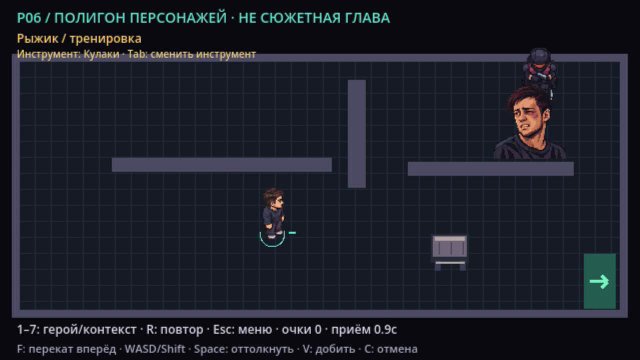 P06 / ПОЛИГОН ПЕРСОНАЖЕЙ · НЕ СЮЖЕТНАЯ ГЛАВА
Рыжик / тренировка
Инструмент: Кулаки · Tab: сменить инструмент
1–7: герой/контекст · R: повтор · Esc: меню · очки 0 · приём 0.9с
F: перекат вперёд · WASD/Shift · Space: оттолкнуть · V: добить · C: отмена